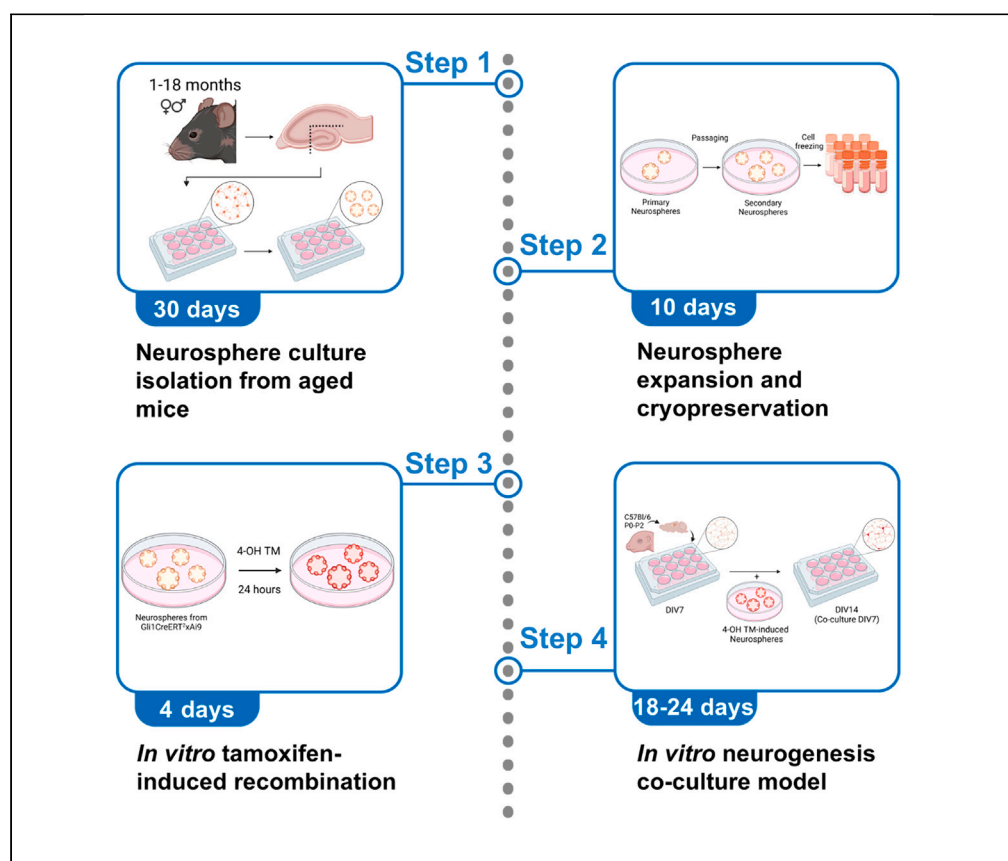 Step 1
1-18 months
♀♂
30 days
Neurosphere culture
isolation from aged
mice
Step 2
Passaging
Cell
freezing
Primary
Neurospheres
Secondary
Neurospheres
10 days
Neurosphere
expansion and
cryopreservation
Step 3
4-OH TM
24 hours
Neurospheres from
Gli1CreERT²xAi9
4 days
In vitro tamoxifen-
induced recombination
Step 4
C57Bl/6
P0-P2
DIV7
+
4-OH TM-induced
Neurospheres
DIV14
(Co-culture DIV7)
18-24 days
In vitro neurogenesis
co-culture model